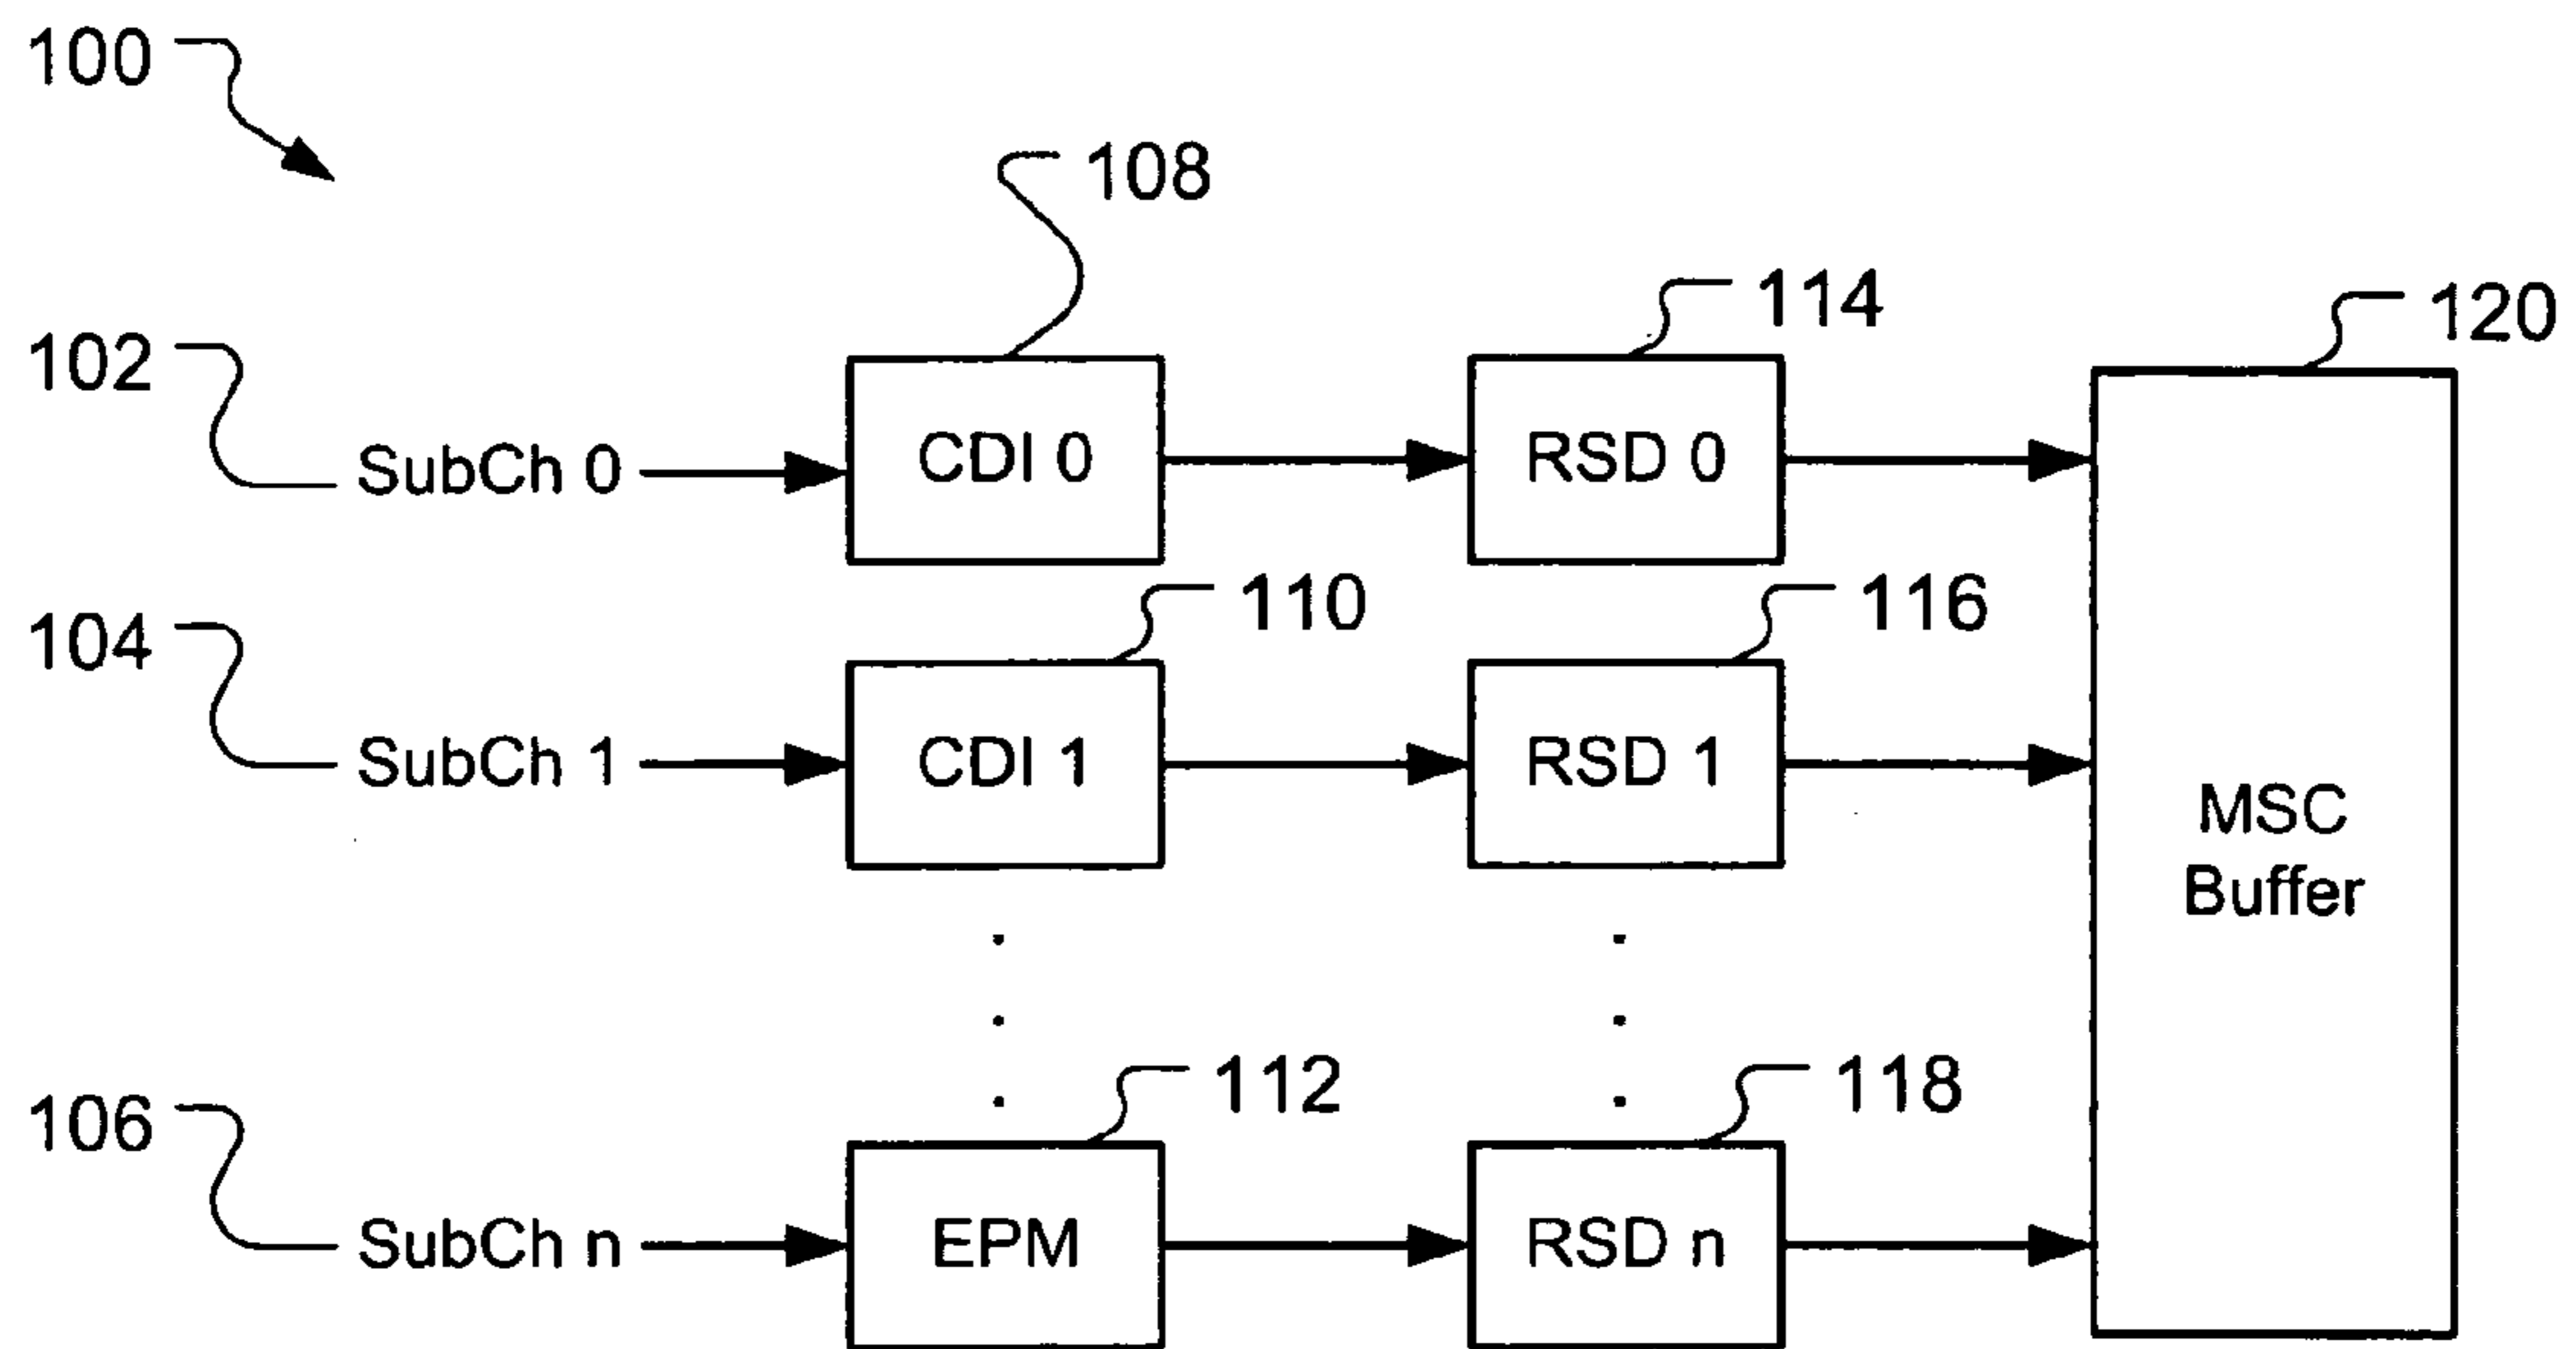 100
108
114
120
102
SubCh 0
CDI 0
RSD 0
110
116
104
SubCh 1
CDI 1
RSD 1
MSC
Buffer
112
118
106
SubCh n
EPM
RSD n